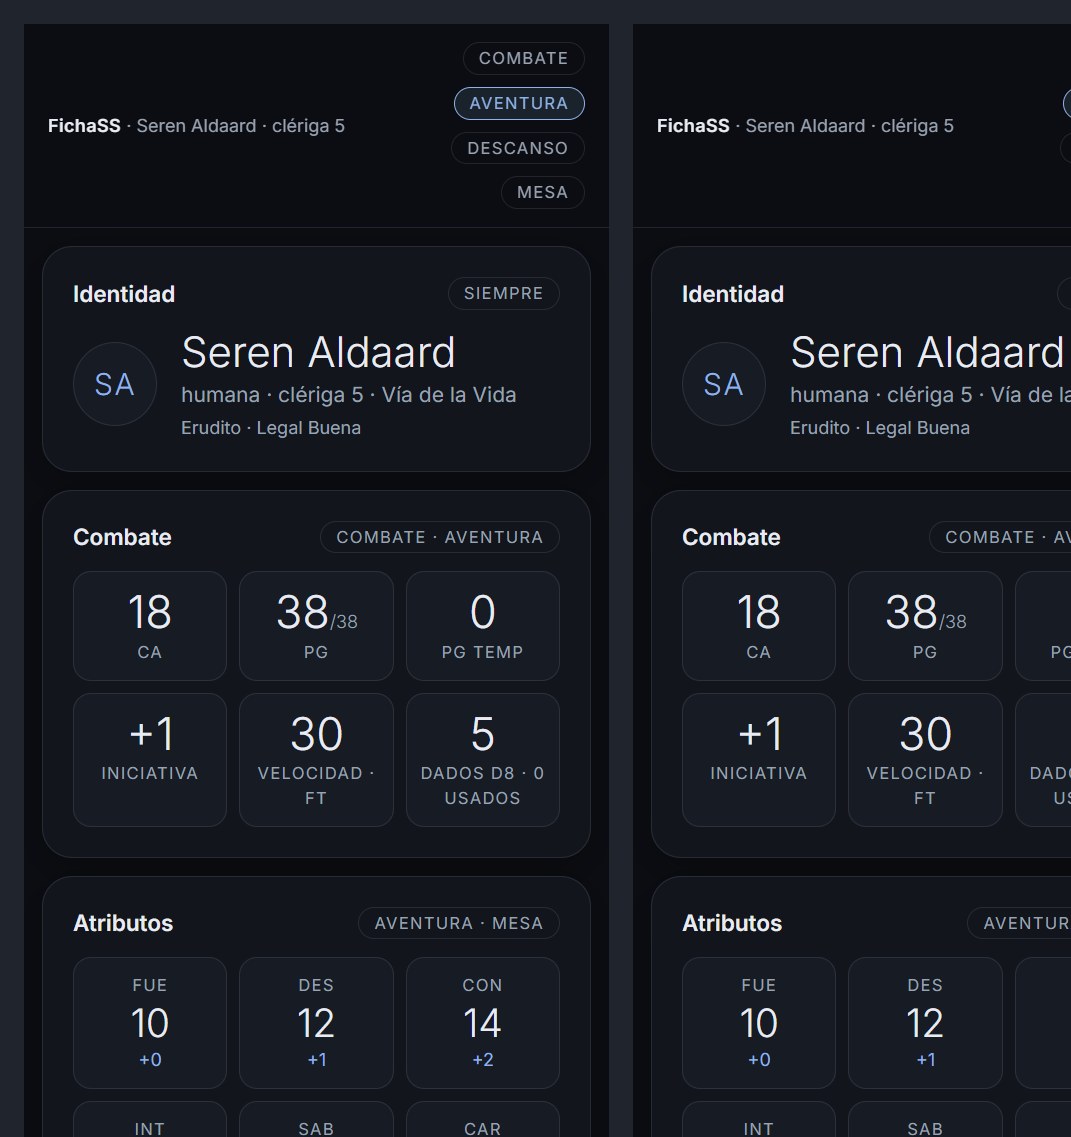 COMBATE
AVENTURA
FichaSS · Seren Aldaard · clériga 5
DESCANSO
MESA
Identidad
SIEMPRE
SA
Seren Aldaard
humana · clériga 5 · Vía de la Vida
Erudito · Legal Buena
Combate
COMBATE · AVENTURA
18
38/38
0
CA
PG
PG TEMP
+1
30
5
INICIATIVA
VELOCIDAD ·
FT
DADOS D8 · 0
USADOS
Atributos
AVENTURA · MESA
FUE
DES
CON
10
12
14
+0
+1
+2
INT
SAB
CAR
FichaSS · Seren Aldaard · clériga 5
Identidad
SA
Seren Aldaard
humana · clériga 5 · Vía de
Erudito · Legal Buena
Combate
COMBATE ·
18
38/38
CA
PG
+1
30
INICIATIVA
VELOCIDAD ·
FT
Atributos
FUE
DES
10
12
+0
+1
INT
SAB